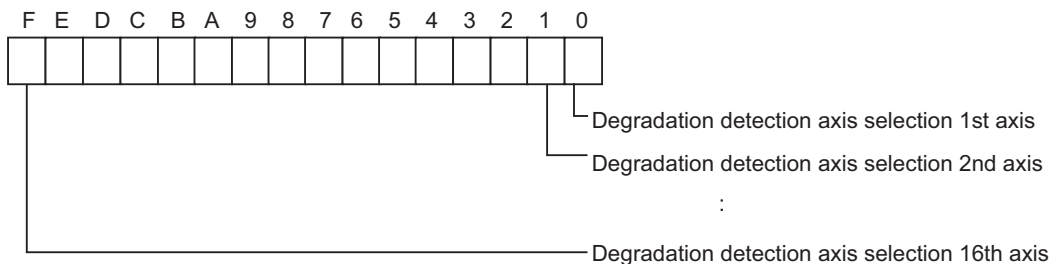 F E D C B A 9 8 7 6 5 4 3 2 1 0
Degradation detection axis selection 1st axis
Degradation detection axis selection 2nd axis
:
Degradation detection axis selection 16th axis